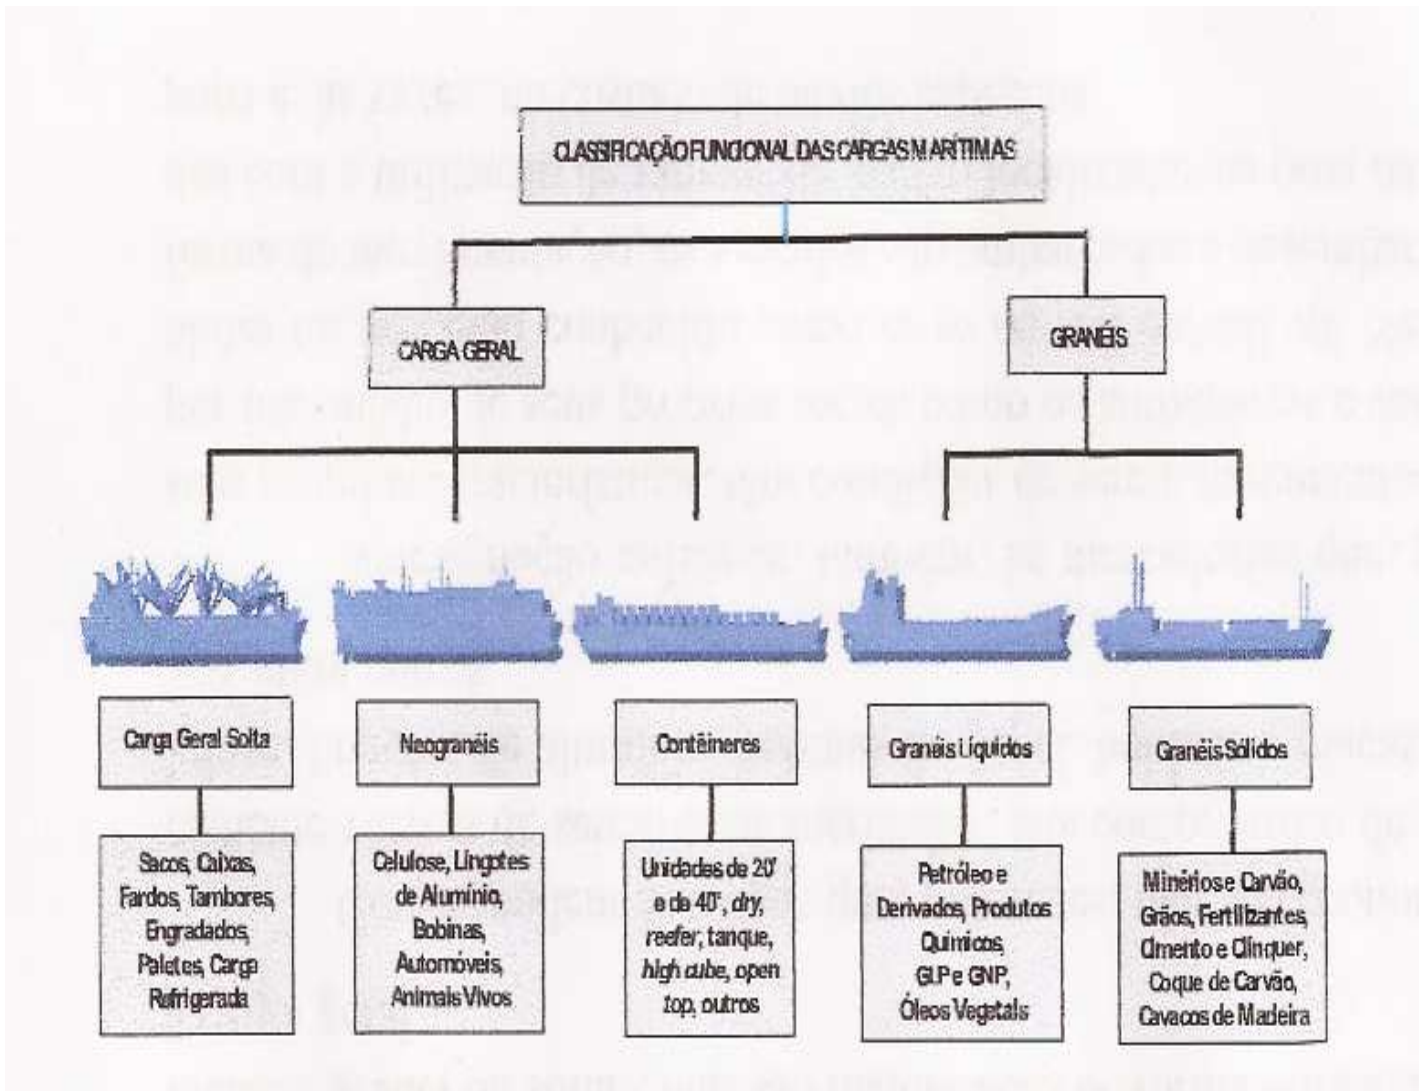 CLASSIFICAÇÃO FUNCIONAL DAS CARGAS MARÍTIMAS
CARGA GERAL
GRANÉIS
Carga Geral Solta
Neogranéis
Contêineres
Granéis Líquidos
Granéis Sólidos
Sacos, Caixas,
Fardos, Tambores,
Engradados,
Paletes, Carga
Refrigerada
Celulose, Lingotes
de Alumínio,
Bobinas,
Automóveis,
Animais Vivos
Unidades de 20'
e de 40', dry,
reefer, tanque,
high cube, open
top, outros
Petróleo e
Derivados, Produtos
Químicos,
GLP e GNP,
Óleos Vegetais
Minérios e Carvão,
Grãos, Fertilizantes,
Cimento e Clínquer,
Coque de Carvão,
Cavacos de Madeira